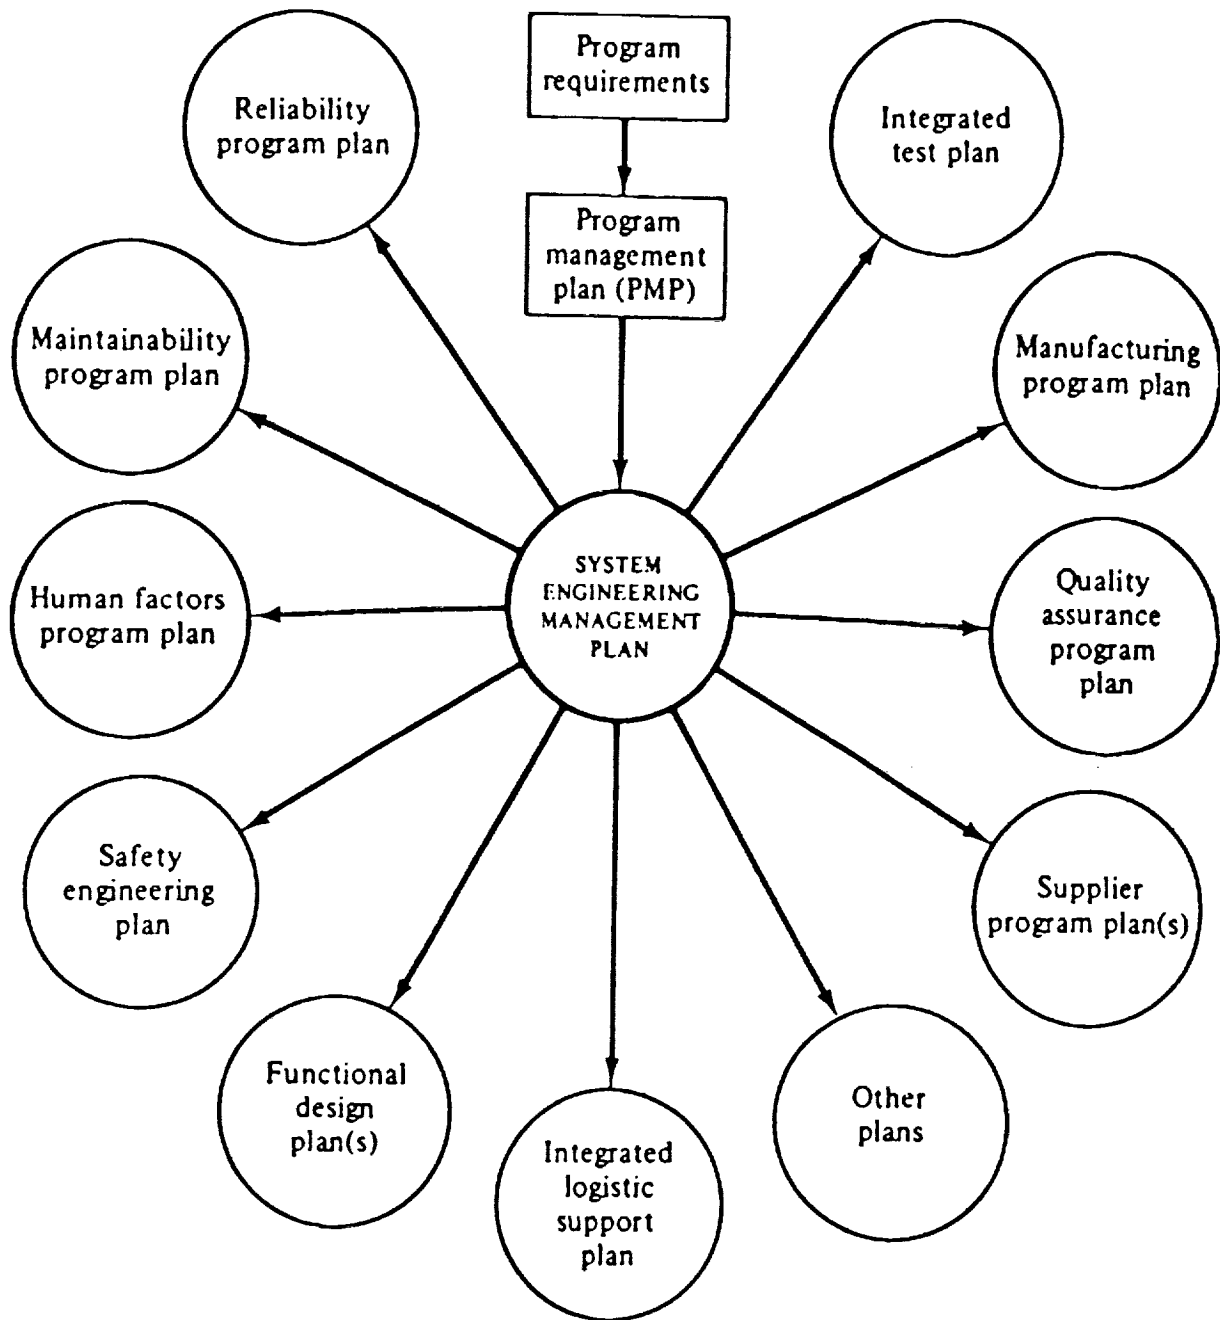 Program
requirements
Reliability
program plan
Integrated
test plan
Program
management
plan (PMP)
Maintainability
program plan
Manufacturing
program plan
SYSTEM
ENGINEERING
MANAGEMENT
PLAN
Human factors
program plan
Quality
assurance
program
plan
Safety
engineering
plan
Supplier
program plan(s)
Functional
design
plan(s)
Other
plans
Integrated
logistic
support
plan